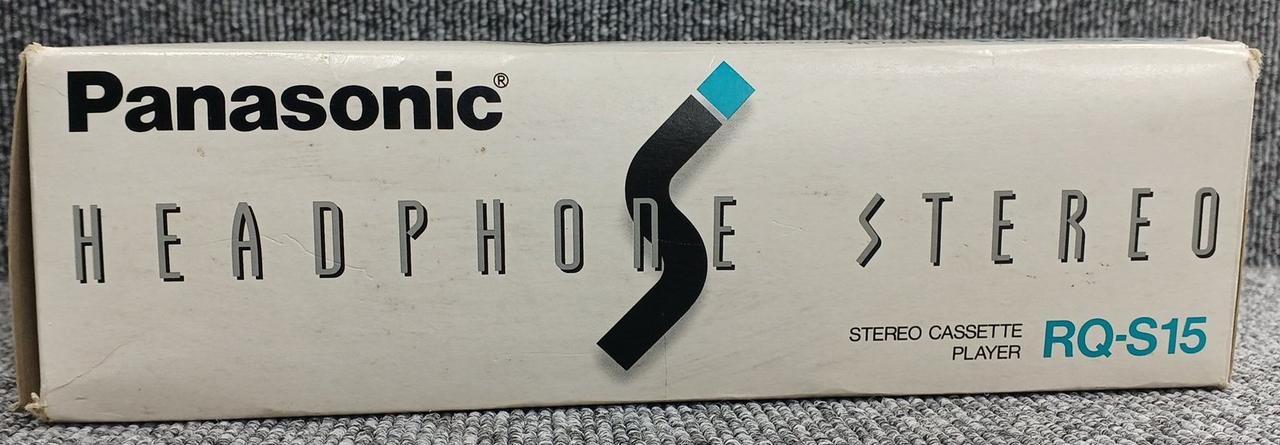 Panasonic®
HEADPHONE STEREO
STEREO CASSETTE
PLAYER
RQ-S15